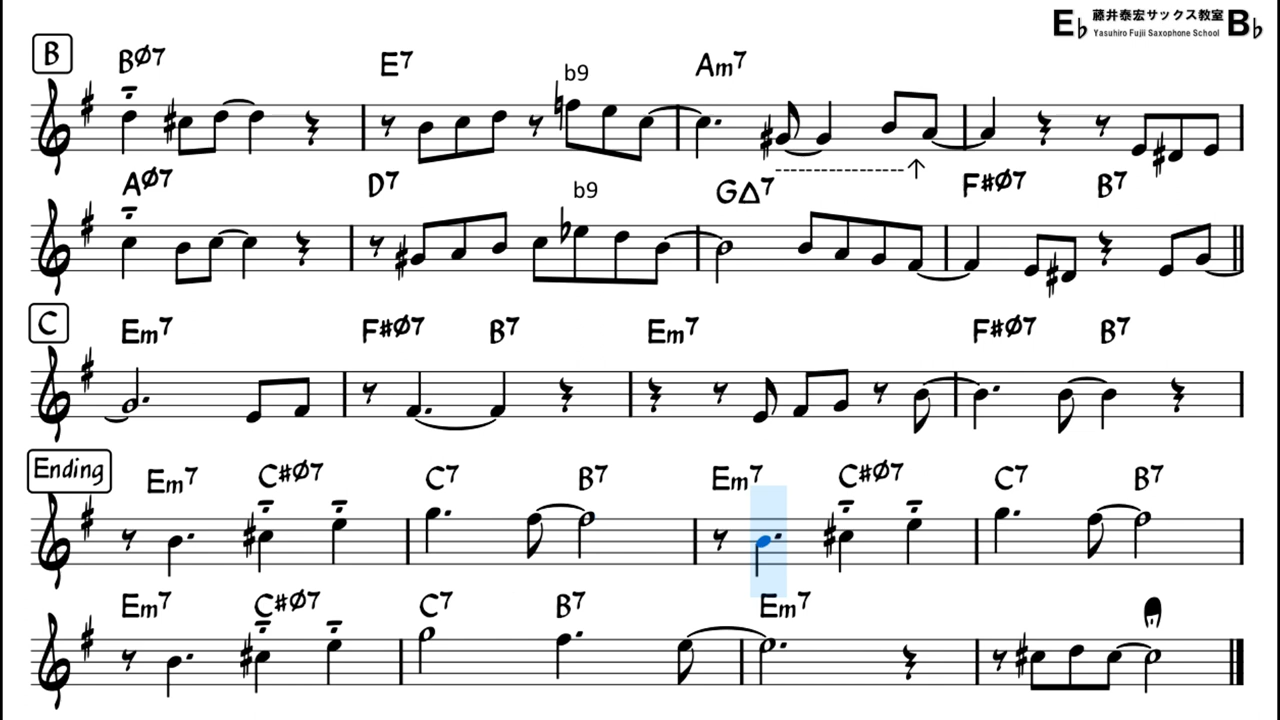 E♭ 藤井泰宏サックス教室 B♭
Yasuhiro Fujii Saxophone School
B
BØ7 E7 b9 Am7
AØ7 D7 b9 G△7 F#Ø7 B7
C
Em7 F#Ø7 B7 Em7 F#Ø7 B7
Ending
Em7 C#Ø7 C7 B7 Em7 C#Ø7 C7 B7
Em7 C#Ø7 C7 B7 Em7